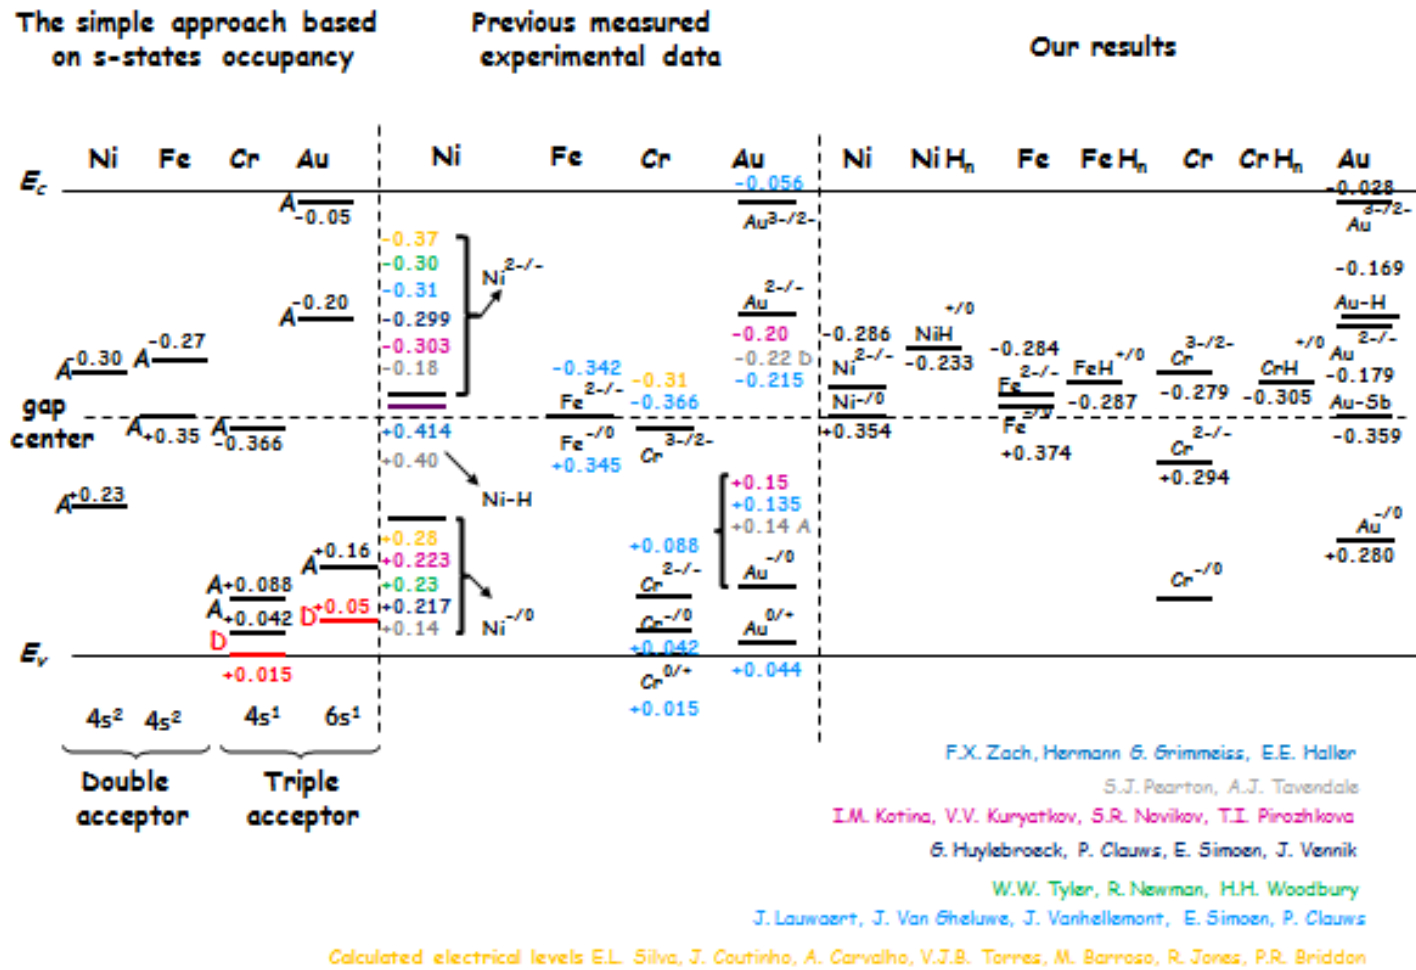 The simple approach based
on s-states occupancy
Previous measured
experimental data
Our results
Ni Fe Cr Au
Ni Fe Cr Au
Ni NiHn Fe FeHn Cr CrHn Au
Ec
A
-0.05
A
-0.20
-0.30
A
A
-0.27
gap
center
A
+0.35
A
-0.366
A
+0.23
A
+0.16
A
+0.088
A
+0.042
D
+0.05
D
+0.015
Ev
4s2 4s2 4s1 6s1
Double
acceptor
Triple
acceptor
-0.37
-0.30
-0.31
-0.299
-0.303
-0.18
Ni2-/-
+0.414
+0.40
Ni-H
+0.28
+0.223
+0.23
+0.217
+0.14
Ni-/0
-0.342
Fe2-/-
Fe-/0
+0.345
-0.31
-0.366
Cr3-/2-
+0.088
Cr2-/-
Cr-/0
+0.042
Cr0/+
+0.015
-0.056
Au3-/2-
Au2-/-
-0.20
-0.22 D
-0.215
+0.15
+0.135
+0.14 A
Au-/0
Au0/+
+0.044
-0.286
Ni2-/-
Ni-/0
+0.354
+/0
NiH
-0.233
-0.284
Fe2-/-
Fe-/0
+0.374
FeH+/0
-0.287
Cr3-/2-
-0.279
Cr2-/-
+0.294
Cr-/0
+/0
CrH
-0.305
-0.028
Au3-/2-
-0.169
Au-H
Au2-/-
-0.179
Au-Sb
-0.359
Au-/0
+0.280
F.X. Zach, Hermann G. Grimmeiss, E.E. Haller
S.J. Pearton, A.J. Tavendale
I.M. Kotina, V.V. Kuryatkov, S.R. Novikov, T.I. Pirozhkova
G. Huylebroeck, P. Clauws, E. Simoen, J. Vennik
W.W. Tyler, R. Newman, H.H. Woodbury
J. Lauwaert, J. Van Gheluwe, J. Vanhellemont, E. Simoen, P. Clauws
Calculated electrical levels E.L. Silva, J. Coutinho, A. Carvalho, V.J.B. Torres, M. Barroso, R. Jones, P.R. Briddon